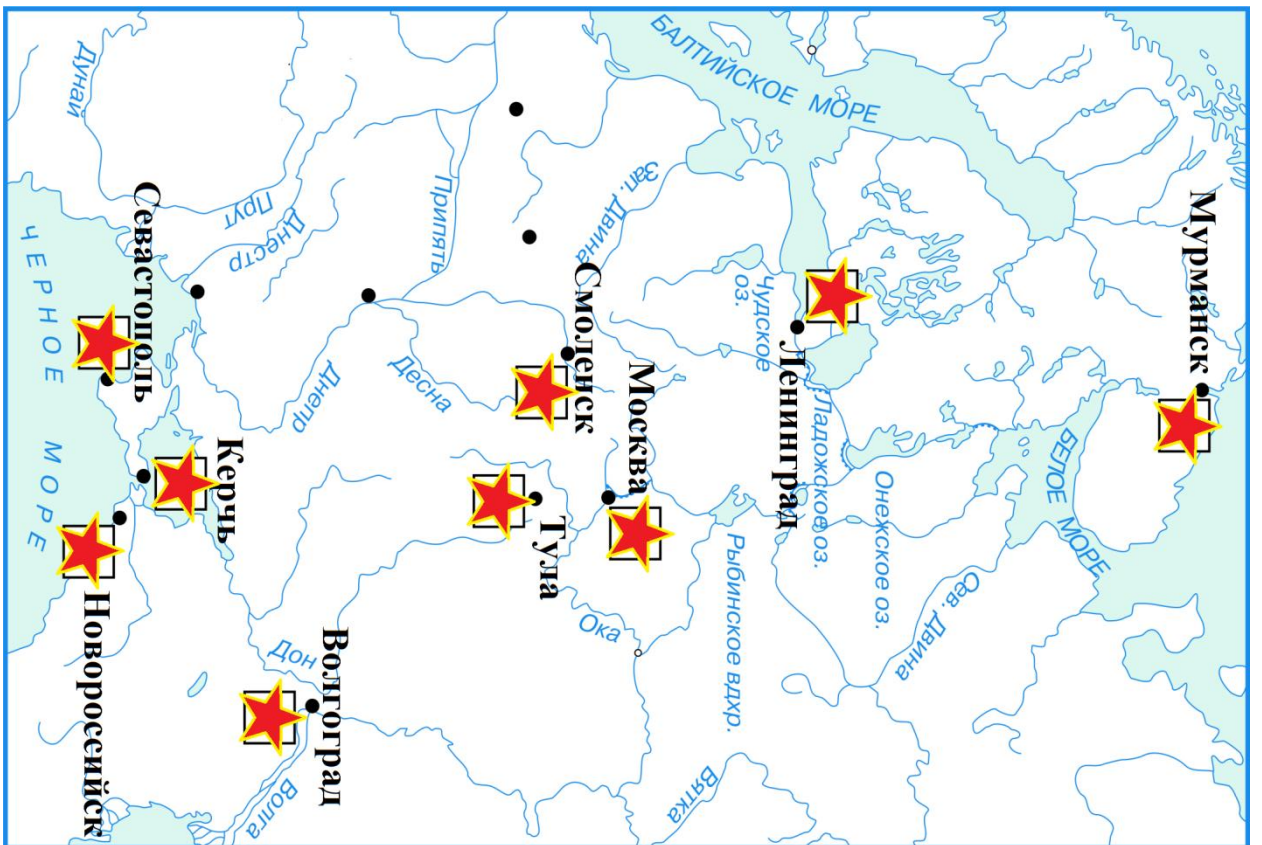 Мурманск
БАЛТИЙСКОЕ МОРЕ
БЕЛОЕ МОРЕ
Сев. Двина
Онежское оз.
Ладожское оз.
Ленинград
Чудское
оз.
Рыбинское вдхр.
Вятка
Зап. Двина
Москва
Смоленск
Тула
Ока
Припять
Десна
Днепр
Волгоград
Дон
Волга
Днестр
Прут
Дунай
Керчь
Севастополь
Новороссийск
ЧЕРНОЕ МОРЕ